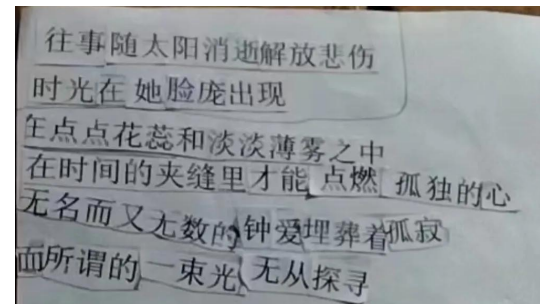 往事随太阳消逝解放悲伤
时光在她脸庞出现
在点点花蕊和淡淡薄雾之中
在时间的夹缝里才能点燃 孤独的心
无名而又无数的钟爱埋葬着孤寂
而所谓的一束光 无从探寻